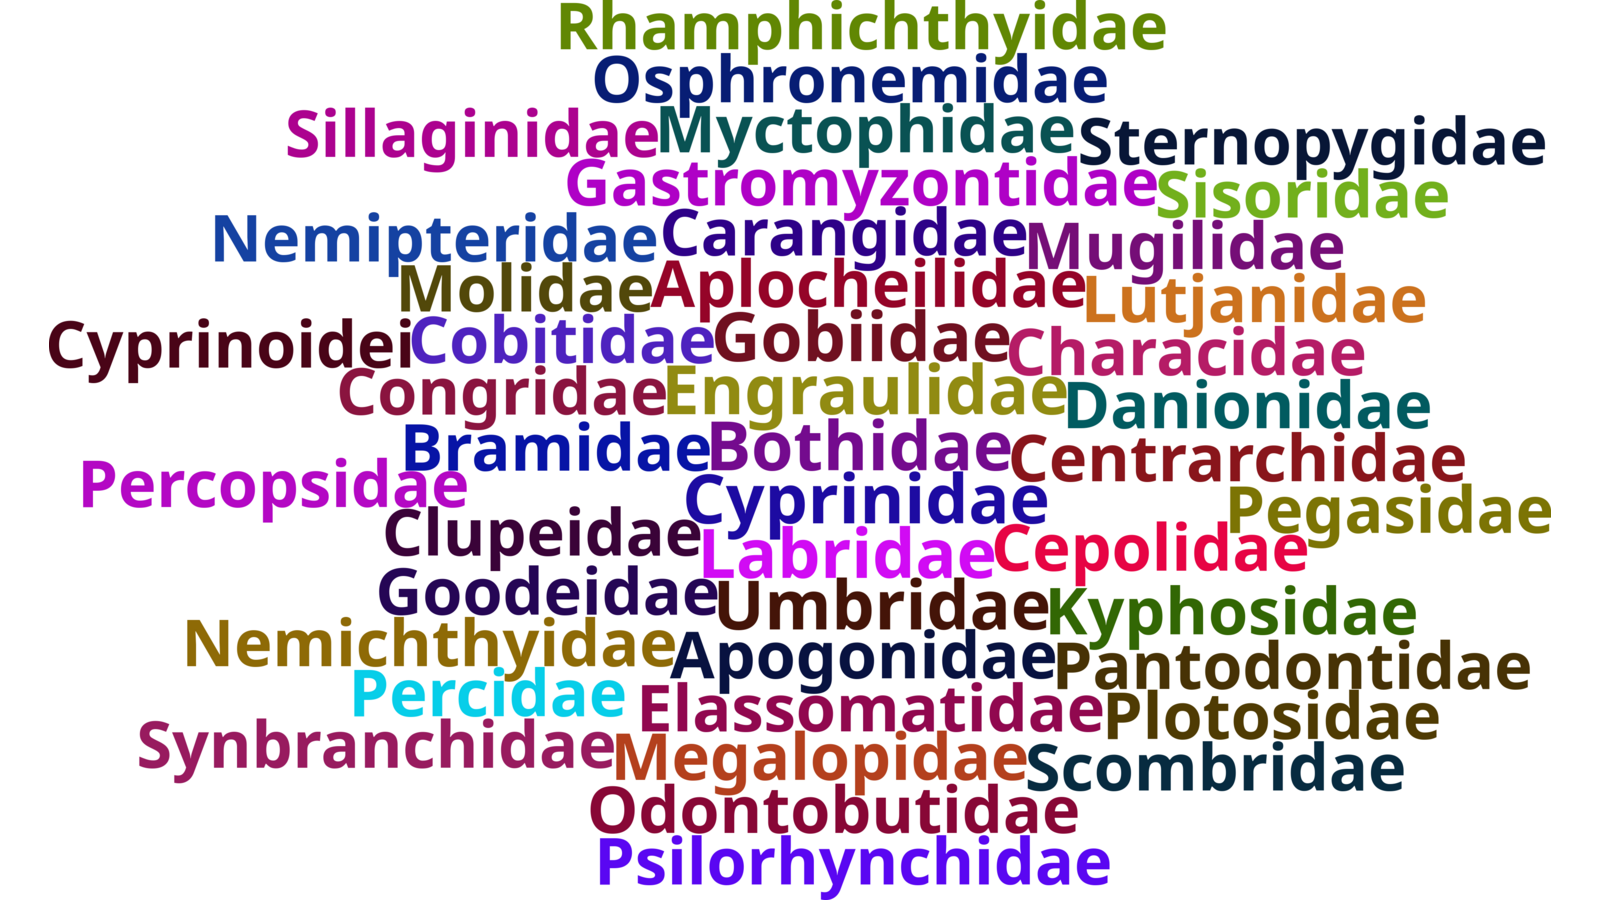 Rhamphichthyidae
Osphronemidae
Sillaginidae Myctophidae Sternopygidae
Gastromyzontidae Sisoridae
Nemipteridae Carangidae Mugilidae
Molidae Aplocheilidae Lutjanidae
Cyprinoidei Cobitidae Gobiidae Characidae
Congridae Engraulidae Danionidae
Bramidae Bothidae Centrarchidae
Percopsidae Cyprinidae Pegasidae
Clupeidae Labridae Cepolidae
Goodeidae Umbridae Kyphosidae
Nemichthyidae Apogonidae Pantodontidae
Percidae Elassomatidae Plotosidae
Synbranchidae Megalopidae Scombridae
Odontobutidae
Psilorhynchidae